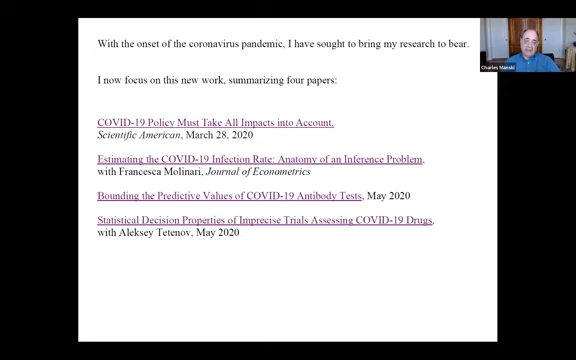 With the onset of the coronavirus pandemic, I have sought to bring my research to bear.
I now focus on this new work, summarizing four papers:
COVID-19 Policy Must Take All Impacts into Account,
Scientific American, March 28, 2020
Estimating the COVID-19 Infection Rate: Anatomy of an Inference Problem,
with Francesca Molinari, Journal of Econometrics
Bounding the Predictive Values of COVID-19 Antibody Tests, May 2020
Statistical Decision Properties of Imprecise Trials Assessing COVID-19 Drugs,
with Aleksey Tetenov, May 2020
Charles Manski